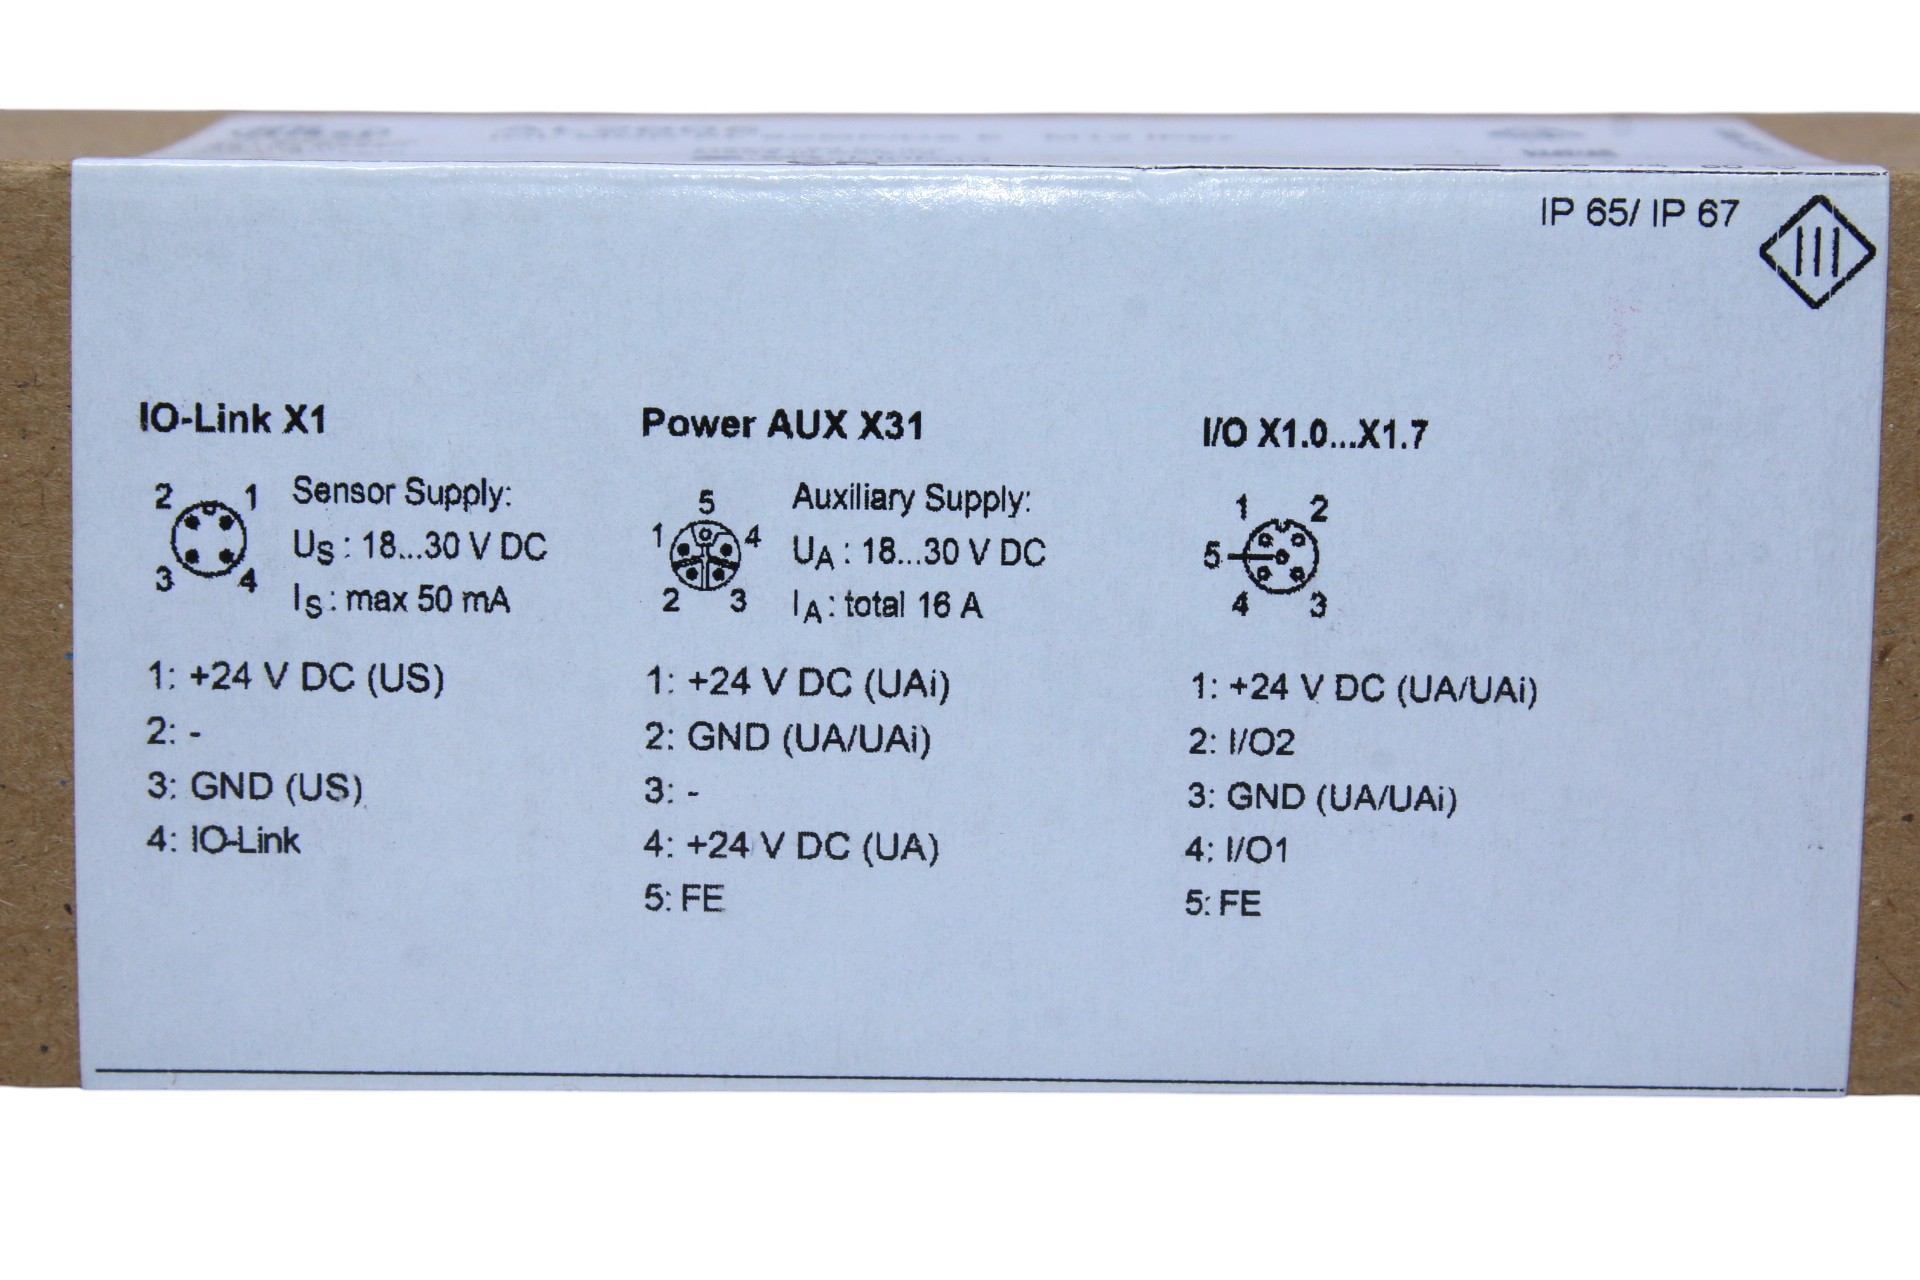 IP 65/ IP 67
III
IO-Link X1
2 1
3 4
Sensor Supply:
US : 18...30 V DC
IS : max 50 mA
1: +24 V DC (US)
2: -
3: GND (US)
4: IO-Link
Power AUX X31
5
1 4
2 3
Auxiliary Supply:
UA : 18...30 V DC
IA : total 16 A
1: +24 V DC (UAi)
2: GND (UA/UAi)
3: -
4: +24 V DC (UA)
5: FE
I/O X1.0...X1.7
1 2
5
4 3
1: +24 V DC (UA/UAi)
2: I/O2
3: GND (UA/UAi)
4: I/O1
5: FE